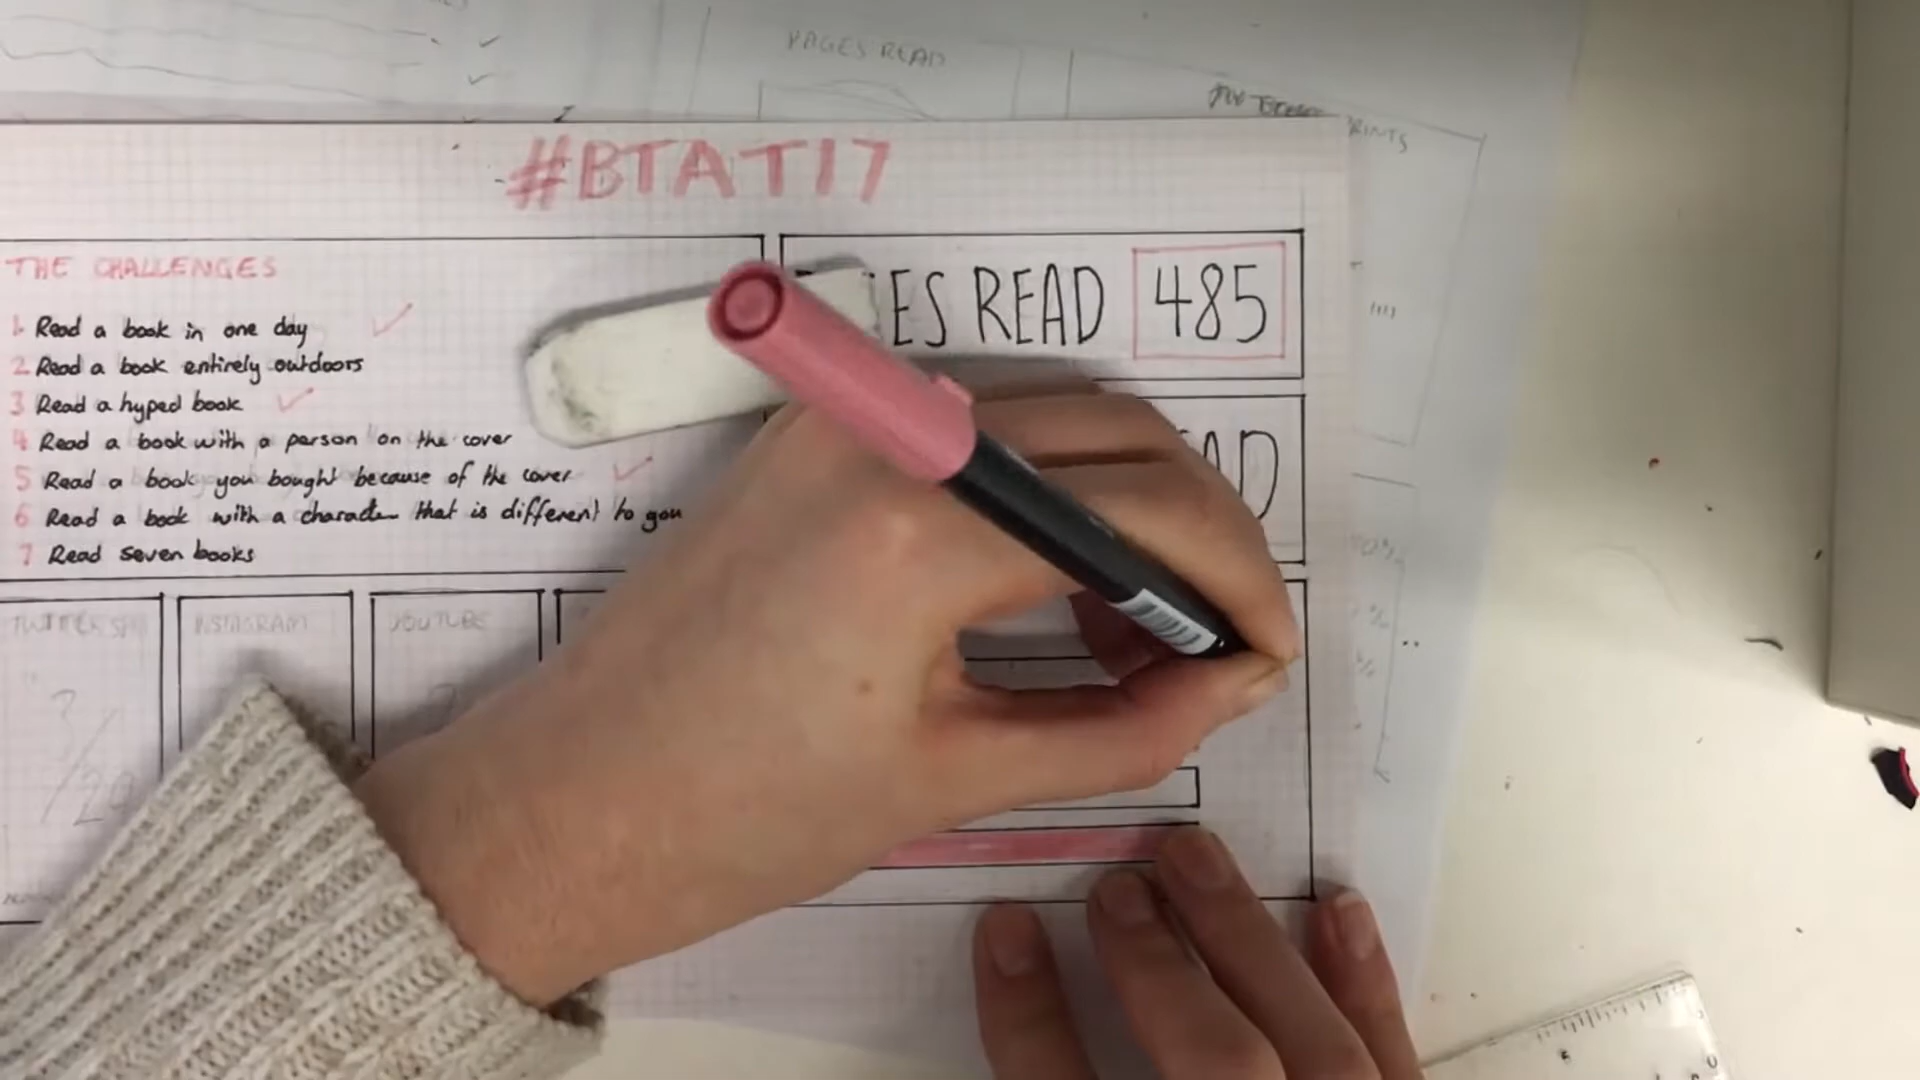 PAGES READ
#BTAT17
THE CHALLENGES
1. Read a book in one day
2 Read a book entirely outdoors
3 Read a hyped book
4 Read a book with a person on the cover
5 Read a book you bought because of the cover
6 Read a book with a character that is different to you
7 Read seven books
ES READ 485
AD
TWITTER
INSTAGRAM
YOUTUBE
3/20